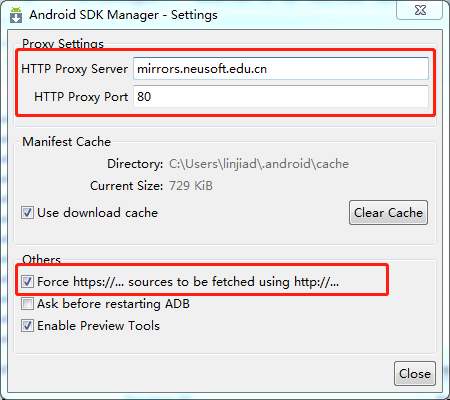 Android SDK Manager - Settings
Proxy Settings
HTTP Proxy Server mirrors.neusoft.edu.cn
HTTP Proxy Port 80
Manifest Cache
Directory: C:\Users\linjiad\.android\cache
Current Size: 729 KiB
Use download cache Clear Cache
Others
Force https://... sources to be fetched using http://...
Ask before restarting ADB
Enable Preview Tools
Close